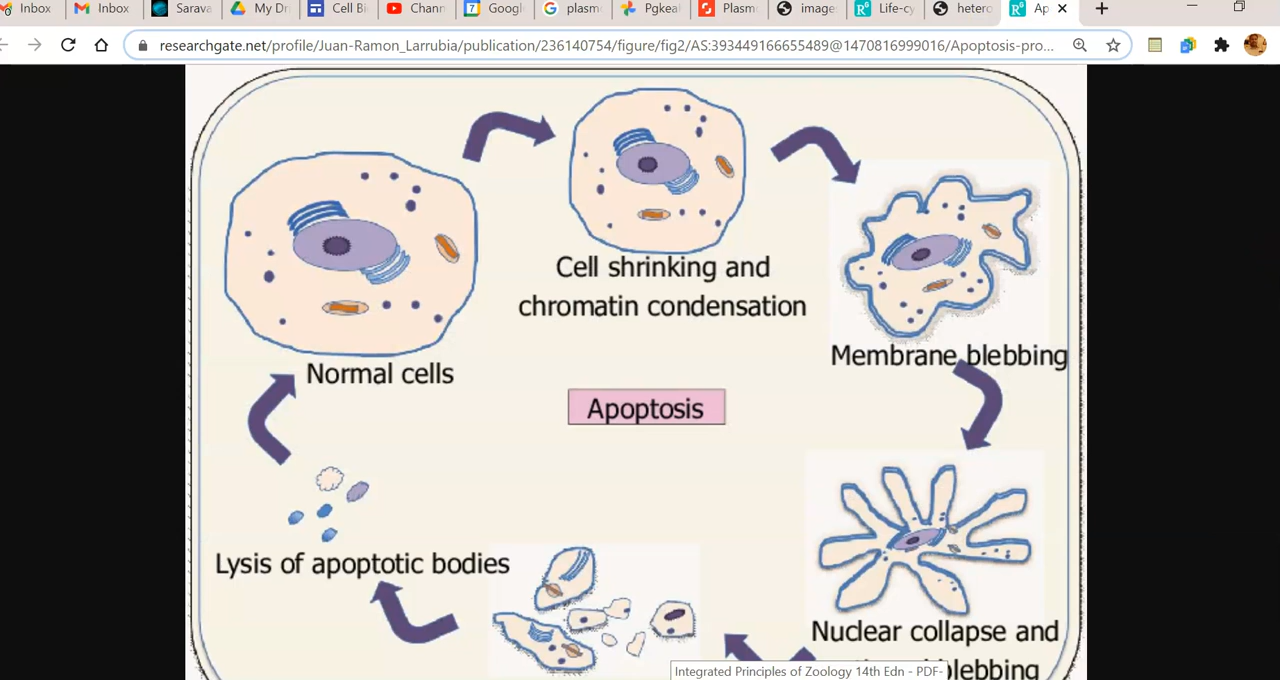 Inbox
Inbox
Sarava
My Dr
Cell Bi
Chann
Googl
plasm
Pgkeal
Plasm
image
Life-cy
hetero
Ap
researchgate.net/profile/Juan-Ramon_Larrubia/publication/236140754/figure/fig2/AS:393449166655489@1470816999016/Apoptosis-pro...
Cell shrinking and
chromatin condensation
Membrane blebbing
Normal cells
Apoptosis
Lysis of apoptotic bodies
Nuclear collapse and
blebbing
Integrated Principles of Zoology 14th Edn - PDF-